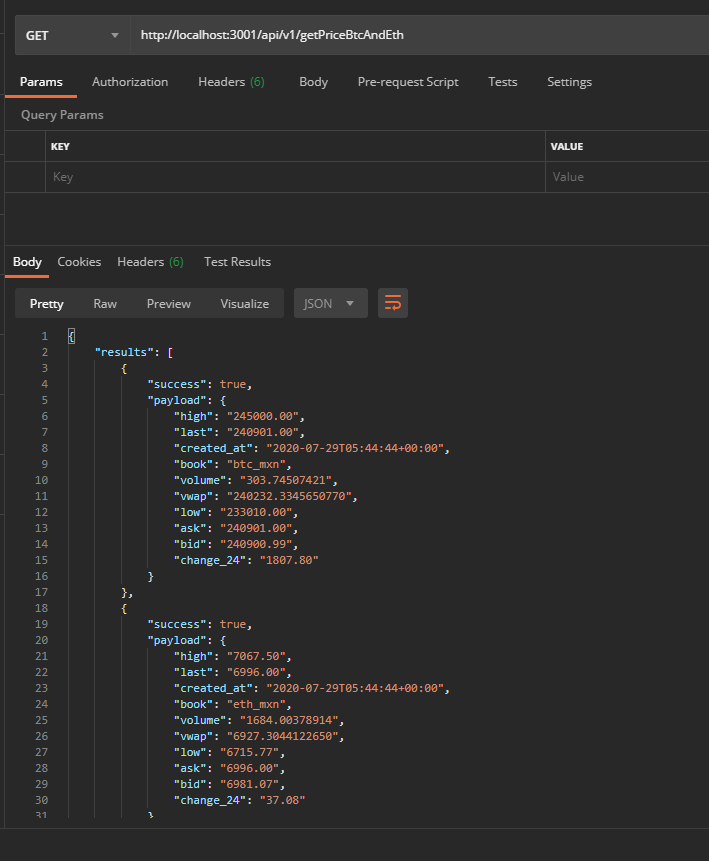 GET http://localhost:3001/api/v1/getPriceBtcAndEth
Params Authorization Headers (6) Body Pre-request Script Tests Settings
Query Params
KEY VALUE
Key Value
Body Cookies Headers (6) Test Results
Pretty Raw Preview Visualize JSON
1 {
2 "results": [
3 {
4 "success": true,
5 "payload": {
6 "high": "245000.00",
7 "last": "240901.00",
8 "created_at": "2020-07-29T05:44:44+00:00",
9 "book": "btc_mxn",
10 "volume": "303.74507421",
11 "vwap": "240232.3345650770",
12 "low": "233010.00",
13 "ask": "240901.00",
14 "bid": "240900.99",
15 "change_24": "1807.80"
16 }
17 },
18 {
19 "success": true,
20 "payload": {
21 "high": "7067.50",
22 "last": "6996.00",
23 "created_at": "2020-07-29T05:44:44+00:00",
24 "book": "eth_mxn",
25 "volume": "1684.00378914",
26 "vwap": "6927.3044122650",
27 "low": "6715.77",
28 "ask": "6996.00",
29 "bid": "6981.07",
30 "change_24": "37.08"
31 }